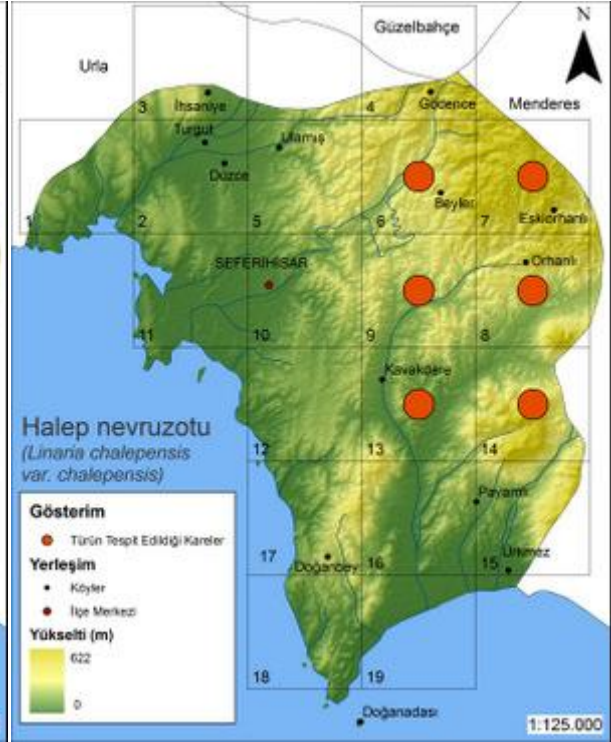 N
Güzelbahçe
Urla
3
4
İhsaniye
Gödence
Menderes
Turgut
Ulamış
Düzce
Beyler
Eskiorhanlı
1
2
5
6
7
SEFERİHİSAR
Orhanlı
11
10
9
8
Kavakdere
Halep nevruzotu
(Linaria chalepensis
var. chalepensis)
12
13
14
Payamlı
Gösterim
Türün Tespit Edildiği Kareler
Yerleşim
Köyler
İlçe Merkezi
Yükselti (m)
622
0
Doğanbey
Ürkmez
17
16
15
18
19
Doğanadası
1:125.000